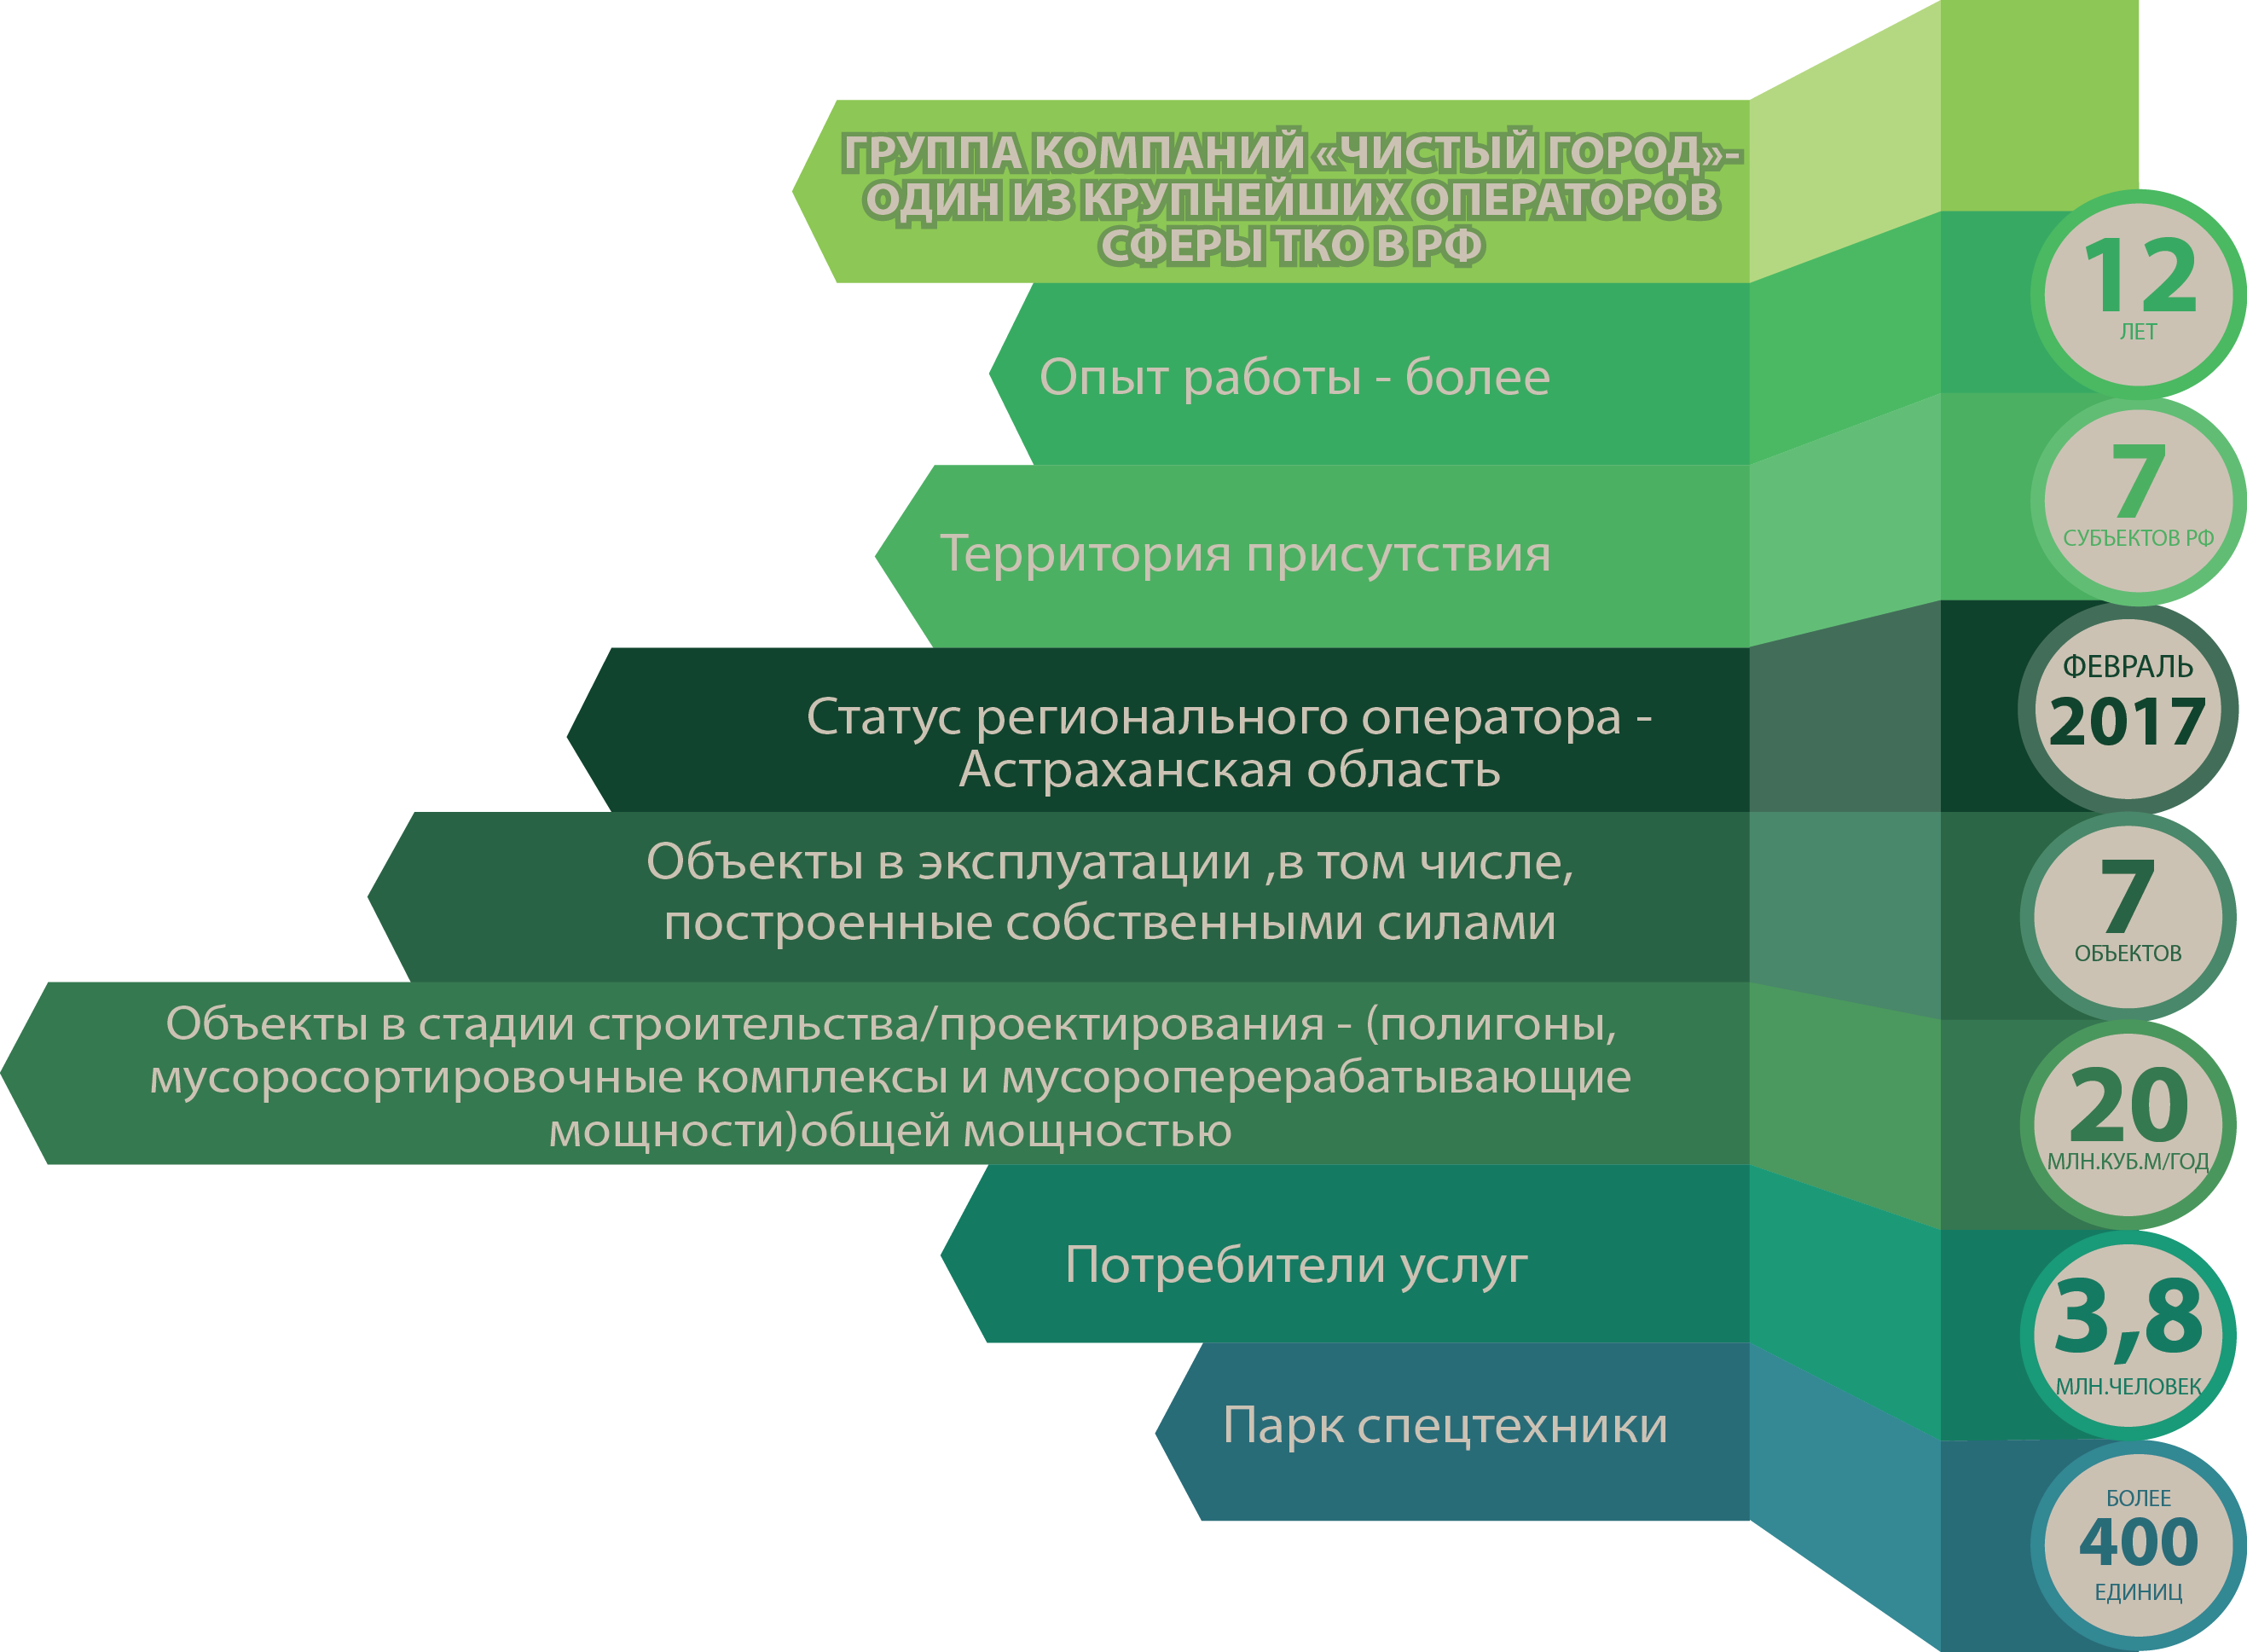 ГРУППА КОМПАНИЙ «ЧИСТЫЙ ГОРОД»-
ОДИН ИЗ КРУПНЕЙШИХ ОПЕРАТОРОВ
СФЕРЫ ТКО В РФ
Опыт работы - более
12
ЛЕТ
Территория присутствия
7
СУБЪЕКТОВ РФ
Статус регионального оператора -
Астраханская область
ФЕВРАЛЬ
2017
Объекты в эксплуатации ,в том числе,
построенные собственными силами
7
ОБЪЕКТОВ
Объекты в стадии строительства/проектирования - (полигоны,
мусоросортировочные комплексы и мусороперерабатывающие
мощности)общей мощностью
20
МЛН.КУБ.М/ГОД
Потребители услуг
3,8
МЛН.ЧЕЛОВЕК
Парк спецтехники
БОЛЕЕ
400
ЕДИНИЦ